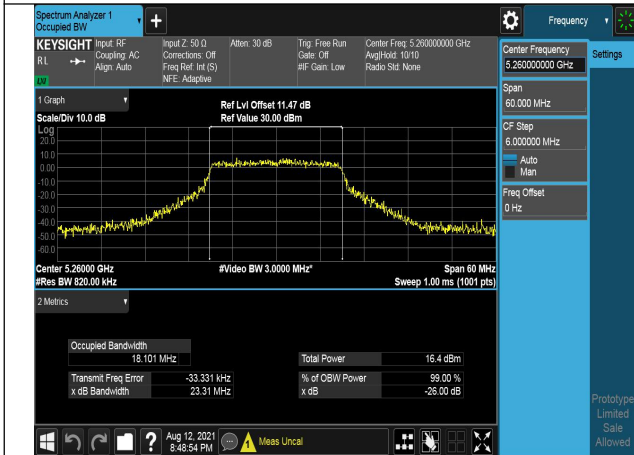 Spectrum Analyzer 1
Occupied BW
+
Frequency
KEYSIGHT
RL
Input: RF
Coupling: AC
Align: Auto
Input Z: 50 Ω
Corrections: Off
Freq Ref: Int (S)
NFE: Adaptive
Atten: 30 dB
Trig: Free Run
Gate: Off
#IF Gain: Low
Center Freq: 5.260000000 GHz
Avg|Hold: 10/10
Radio Std: None
Center Frequency
5.260000000 GHz
Settings
Span
60.000 MHz
CF Step
6.000000 MHz
Auto
Man
Freq Offset
0 Hz
1 Graph
Scale/Div 10.0 dB
Ref Lvl Offset 11.47 dB
Ref Value 30.00 dBm
Log
20.0
10.0
0.00
-10.0
-20.0
-30.0
-40.0
-50.0
-60.0
Center 5.26000 GHz
#Video BW 3.0000 MHz*
Span 60 MHz
#Res BW 820.00 kHz
Sweep 1.00 ms (1001 pts)
2 Metrics
Occupied Bandwidth
18.101 MHz
Total Power 16.4 dBm
Transmit Freq Error -33.331 kHz
% of OBW Power 99.00 %
x dB Bandwidth 23.31 MHz
x dB -26.00 dB
Prototype
Limited
Sale
Allowed
?
Aug 12, 2021
8:48:54 PM
Meas Uncal